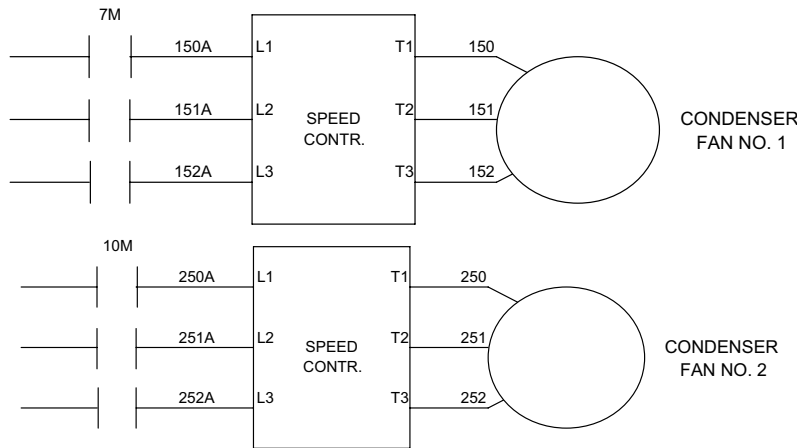 7M
150A L1 T1 150
151A L2 T2 151
SPEED
CONTR.
CONDENSER
FAN NO. 1
152A L3 T3 152
10M
250A L1 T1 250
251A L2 T2 251
SPEED
CONTR.
CONDENSER
FAN NO. 2
252A L3 T3 252